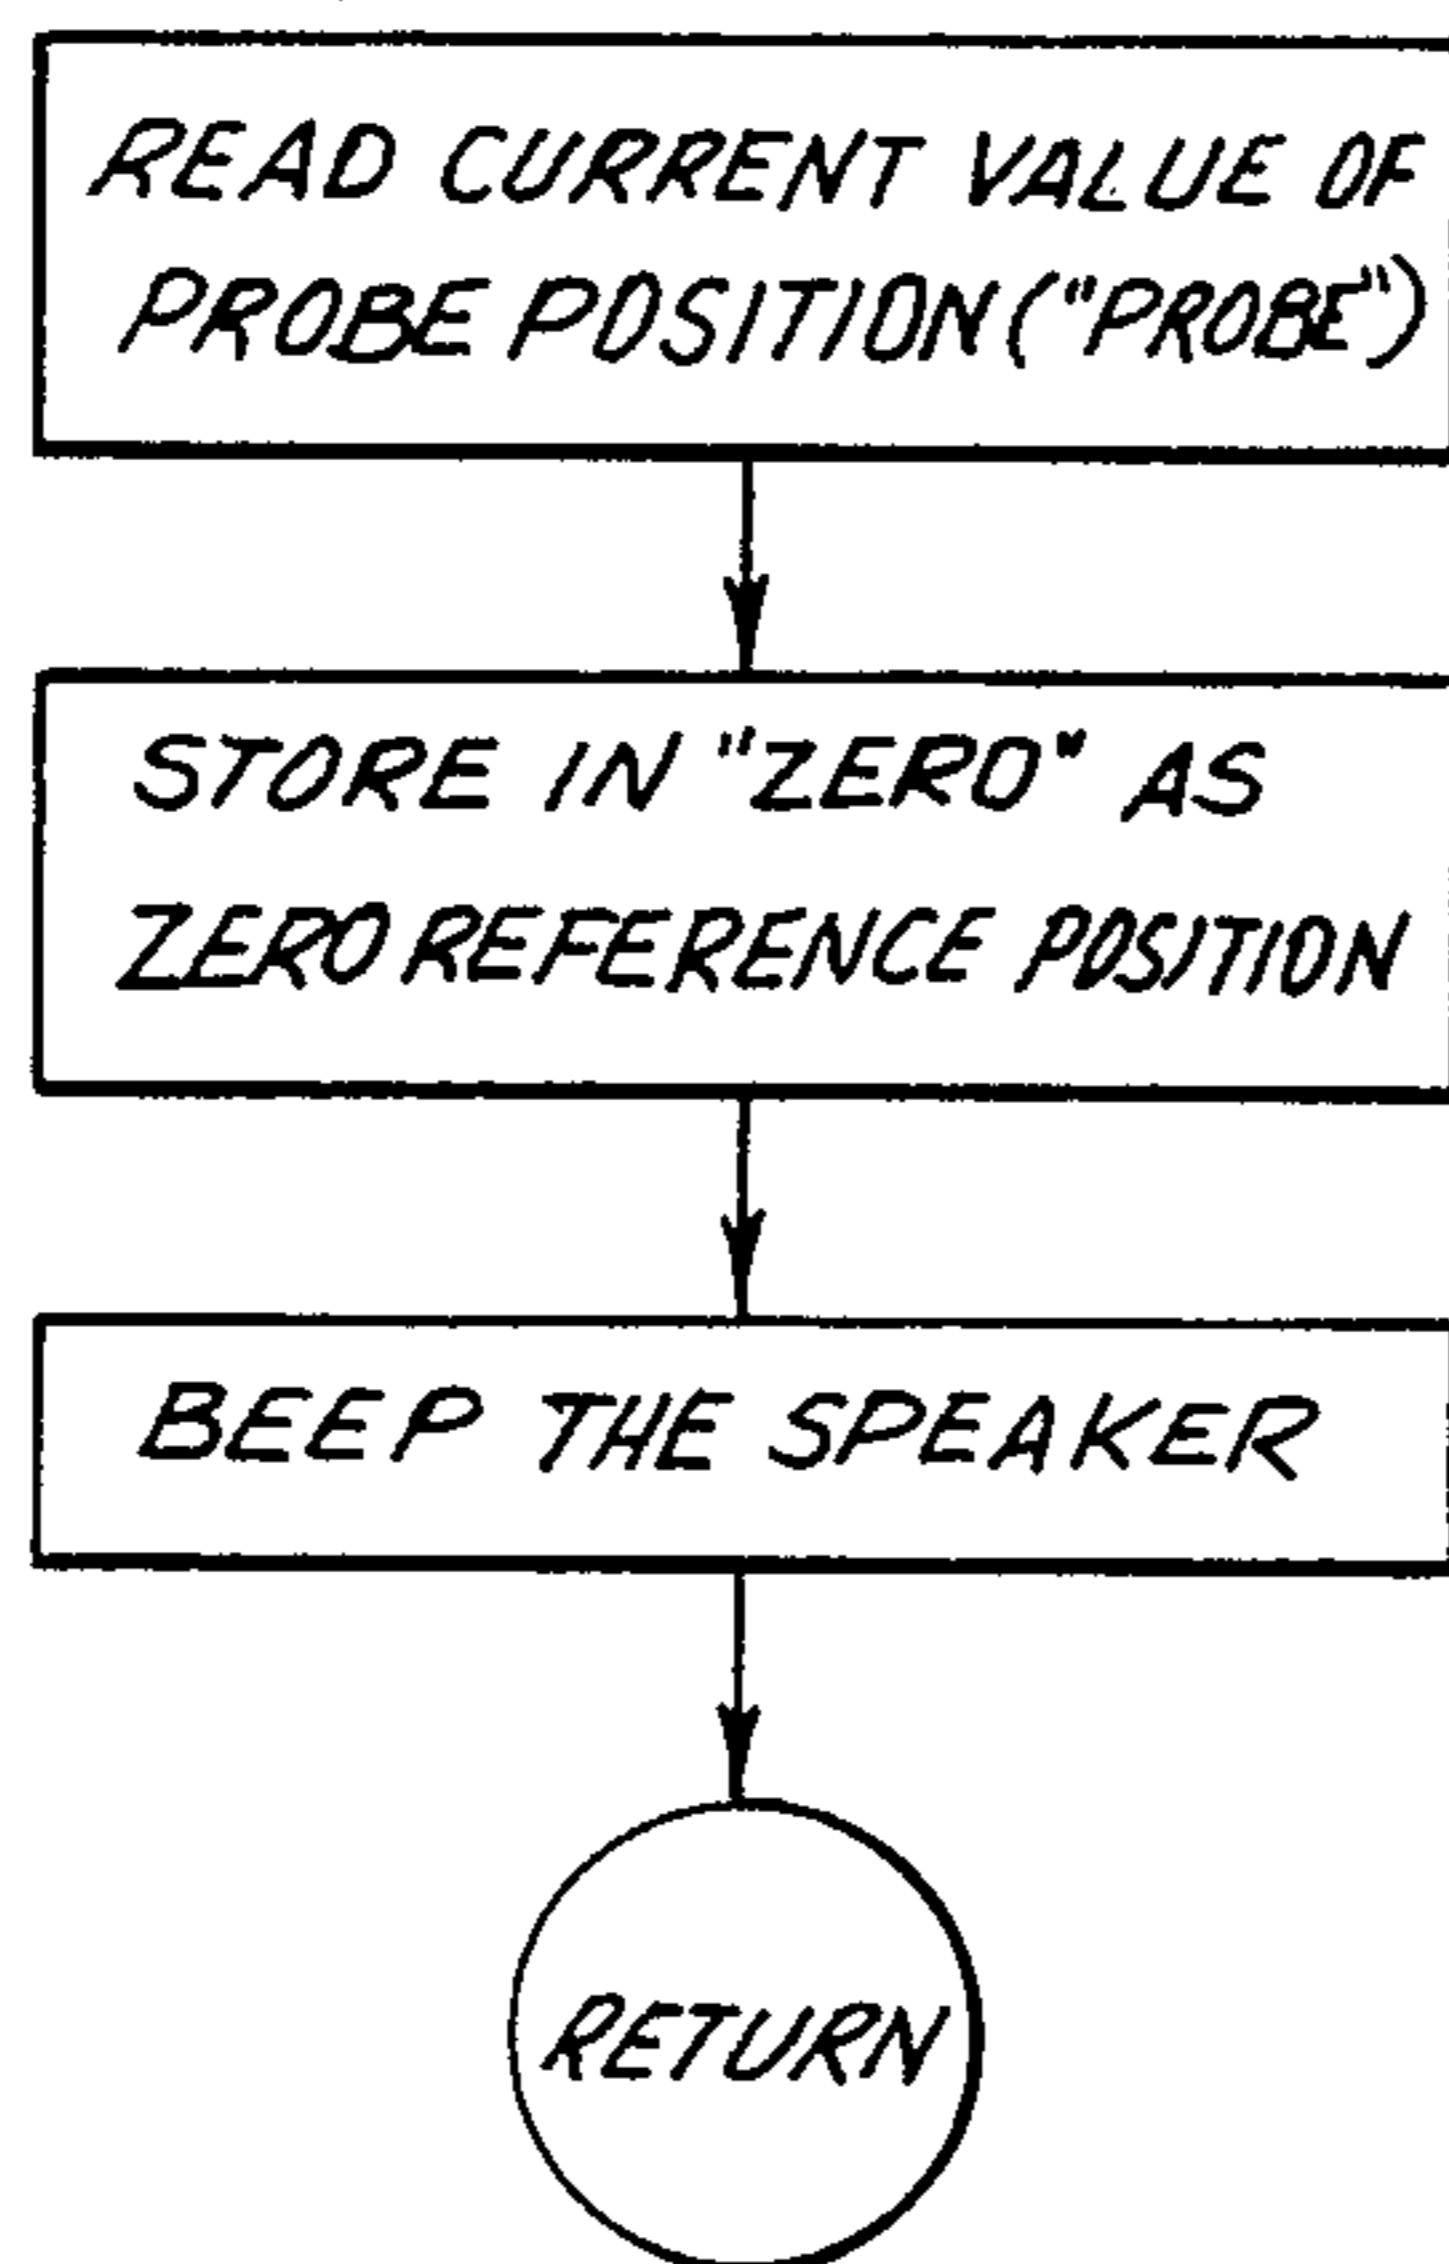 READ CURRENT VALUE OF
PROBE POSITION ("PROBE")
STORE IN "ZERO" AS
ZERO REFERENCE POSITION
BEEP THE SPEAKER
RETURN